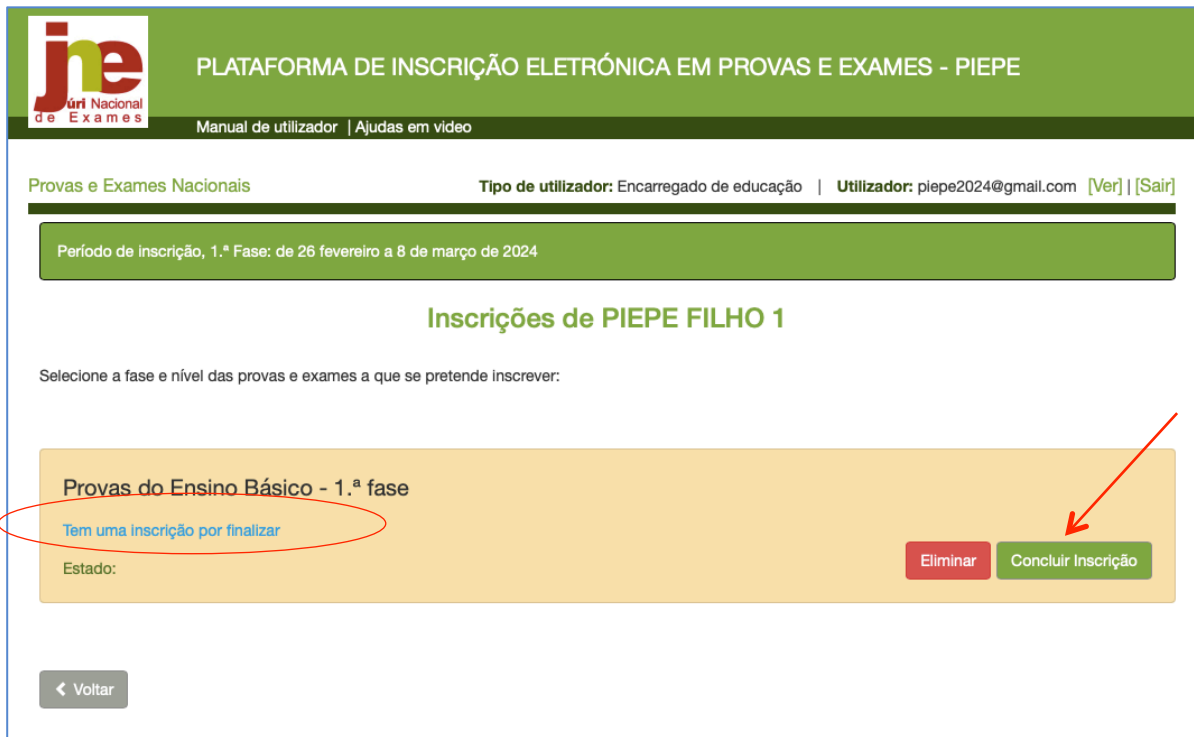 jne
úri Nacional
de Exames
PLATAFORMA DE INSCRIÇÃO ELETRÓNICA EM PROVAS E EXAMES - PIEPE
Manual de utilizador | Ajudas em video
Provas e Exames Nacionais
Tipo de utilizador: Encarregado de educação | Utilizador: piepe2024@gmail.com [Ver] | [Sair]
Período de inscrição, 1.ª Fase: de 26 fevereiro a 8 de março de 2024
Inscrições de PIEPE FILHO 1
Selecione a fase e nível das provas e exames a que se pretende inscrever:
Provas do Ensino Básico - 1.ª fase
Tem uma inscrição por finalizar
Estado:
Eliminar
Concluir Inscrição
Voltar